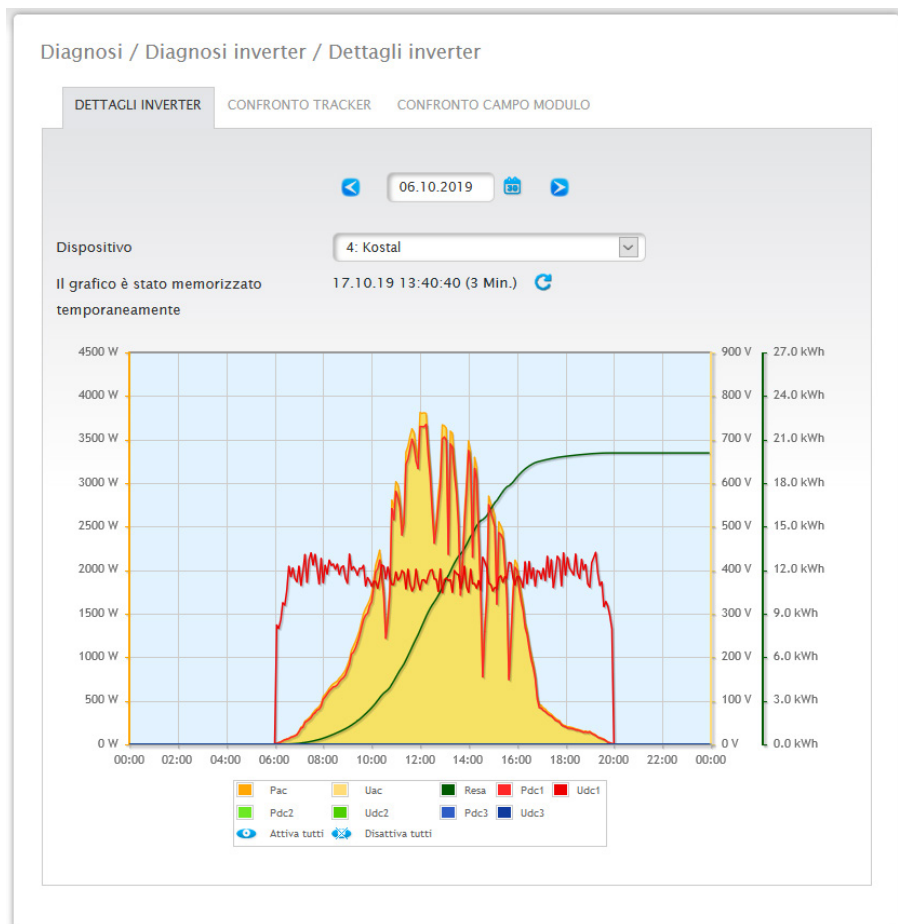 Diagnosi / Diagnosi inverter / Dettagli inverter
DETTAGLI INVERTER CONFRONTO TRACKER CONFRONTO CAMPO MODULO
06.10.2019 30
Dispositivo 4: Kostal
Il grafico è stato memorizzato 17.10.19 13:40:40 (3 Min.)
temporaneamente
4500 W 900 V 27.0 kWh
4000 W 800 V 24.0 kWh
3500 W 700 V 21.0 kWh
3000 W 600 V 18.0 kWh
2500 W 500 V 15.0 kWh
2000 W 400 V 12.0 kWh
1500 W 300 V 9.0 kWh
1000 W 200 V 6.0 kWh
500 W 100 V 3.0 kWh
0 W 0 V 0.0 kWh
00:00 02:00 04:00 06:00 08:00 10:00 12:00 14:00 16:00 18:00 20:00 22:00 00:00
Pac Uac Resa Pdc1 Udc1
Pdc2 Udc2 Pdc3 Udc3
Attiva tutti Disattiva tutti